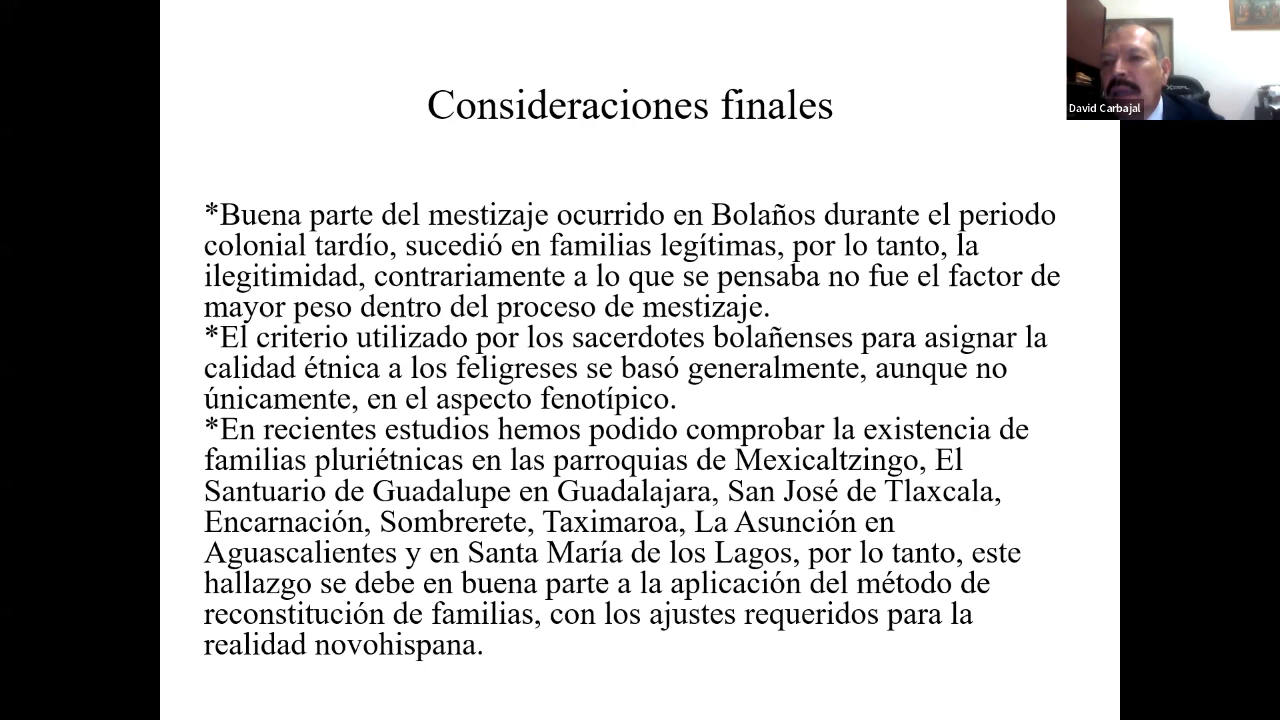 Consideraciones finales
David Carbajal
*Buena parte del mestizaje ocurrido en Bolaños durante el periodo
colonial tardío, sucedió en familias legítimas, por lo tanto, la
ilegitimidad, contrariamente a lo que se pensaba no fue el factor de
mayor peso dentro del proceso de mestizaje.
*El criterio utilizado por los sacerdotes bolañenses para asignar la
calidad étnica a los feligreses se basó generalmente, aunque no
únicamente, en el aspecto fenotípico.
*En recientes estudios hemos podido comprobar la existencia de
familias pluriétnicas en las parroquias de Mexicaltzingo, El
Santuario de Guadalupe en Guadalajara, San José de Tlaxcala,
Encarnación, Sombrerete, Taximaroa, La Asunción en
Aguascalientes y en Santa María de los Lagos, por lo tanto, este
hallazgo se debe en buena parte a la aplicación del método de
reconstitución de familias, con los ajustes requeridos para la
realidad novohispana.